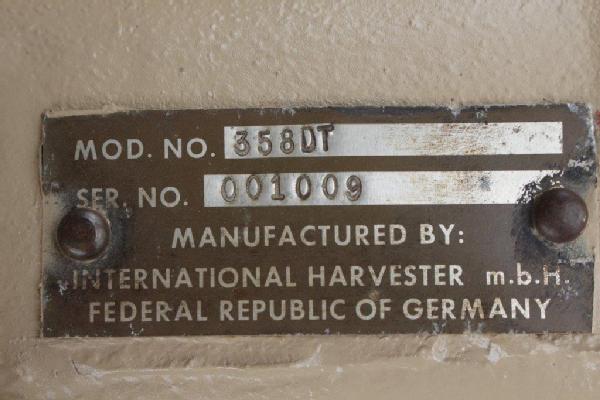 MOD. NO. 358DT
SER. NO. 001009
MANUFACTURED BY:
INTERNATIONAL HARVESTER m.b.H.
FEDERAL REPUBLIC OF GERMANY